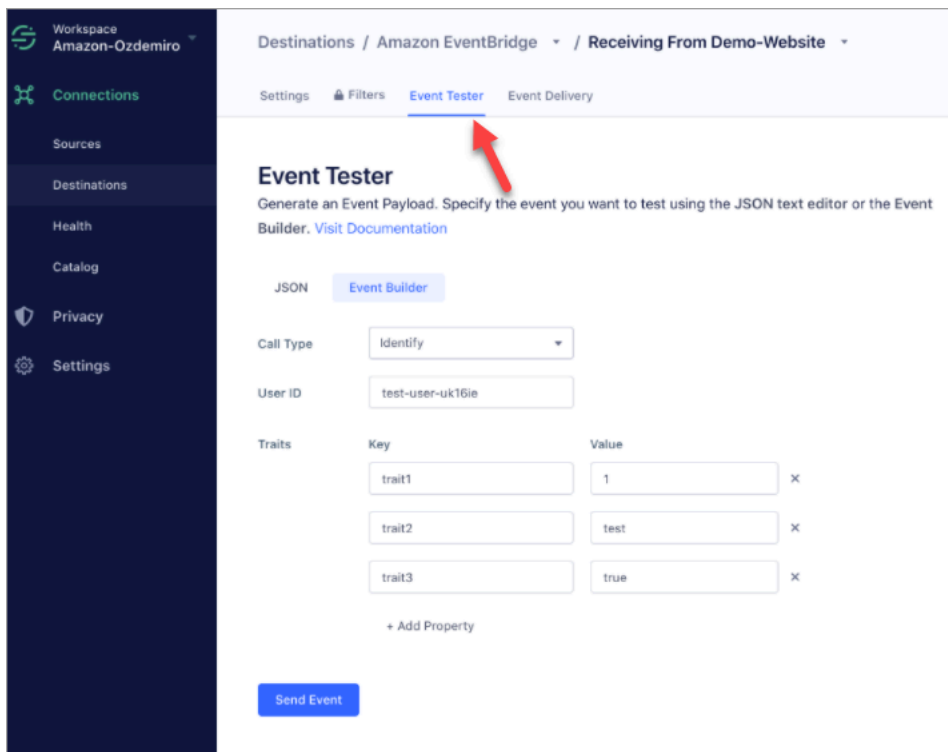 Workspace
Amazon-Ozdemiro
Connections
Sources
Destinations
Health
Catalog
Privacy
Settings
Destinations / Amazon EventBridge / Receiving From Demo-Website
Settings Filters Event Tester Event Delivery
Event Tester
Generate an Event Payload. Specify the event you want to test using the JSON text editor or the Event
Builder. Visit Documentation
JSON Event Builder
Call Type Identify
User ID test-user-uk16ie
Traits Key Value
trait1 1
trait2 test
trait3 true
+ Add Property
Send Event